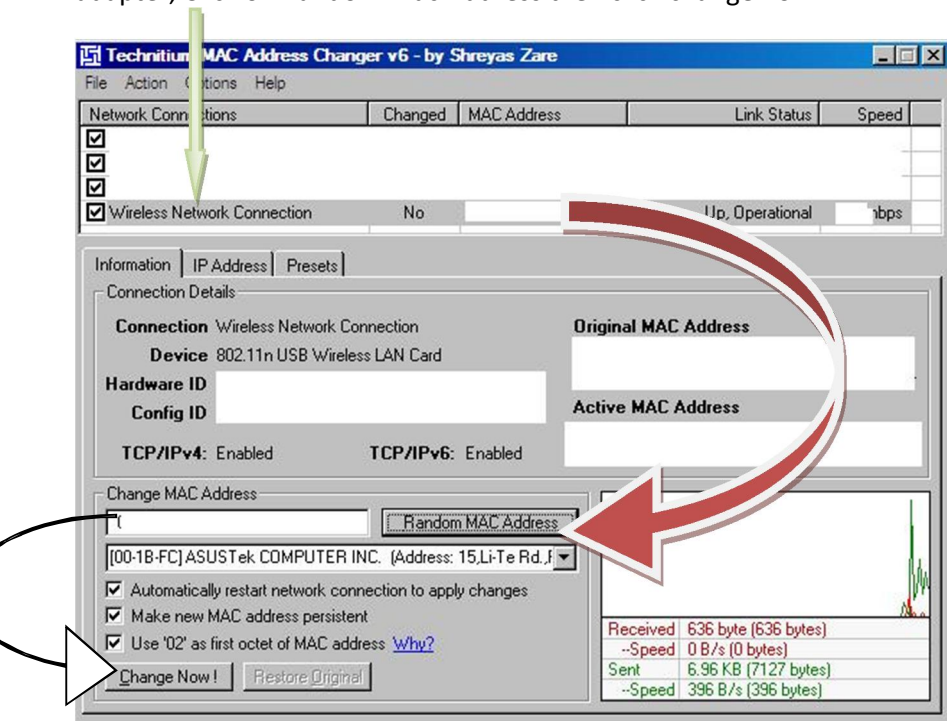 Technitium MAC Address Changer v6 - by Shreyas Zare
File Action Options Help
Network Connections Changed MAC Address Link Status Speed
Wireless Network Connection No Up, Operational
Information IP Address Presets
Connection Details
Connection Wireless Network Connection
Device 802.11n USB Wireless LAN Card
Hardware ID
Config ID
TCP/IPv4: Enabled TCP/IPv6: Enabled
Original MAC Address
Active MAC Address
Change MAC Address
Random MAC Address
[00-1B-FC] ASUSTek COMPUTER INC. (Address: 15,Li-Te Rd.,
Automatically restart network connection to apply changes
Make new MAC address persistent
Use '02' as first octet of MAC address Why?
Change Now ! Restore Original
Received 636 byte (636 bytes)
--Speed 0 B/s (0 bytes)
Sent 6.96 KB (7127 bytes)
--Speed 396 B/s (396 bytes)